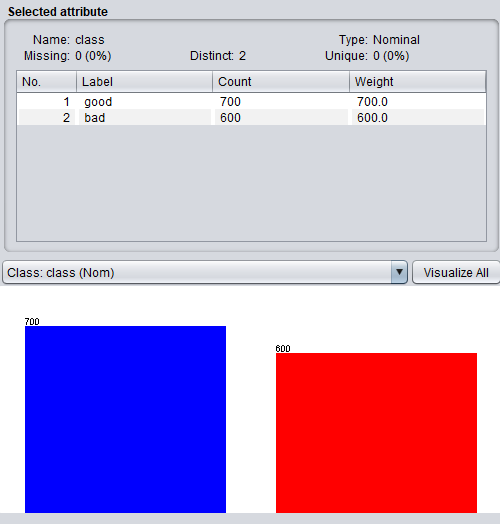 Selected attribute
Name: class Type: Nominal
Missing: 0 (0%) Distinct: 2 Unique: 0 (0%)
No. Label Count Weight
1 good 700 700.0
2 bad 600 600.0
Class: class (Nom) Visualize All
700
600